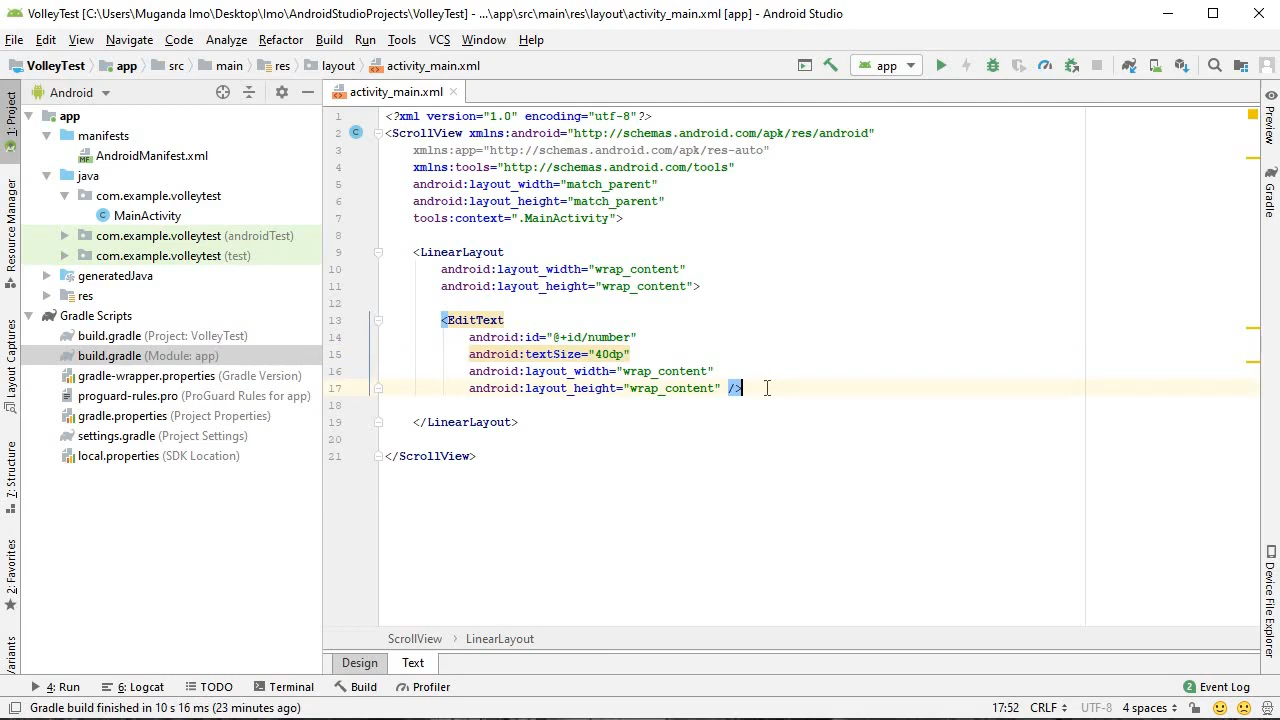 VolleyTest [C:\Users\Muganda Imo\Desktop\Imo\AndroidStudioProjects\VolleyTest] - ...\app\src\main\res\layout\activity_main.xml [app] - Android Studio
File Edit View Navigate Code Analyze Refactor Build Run Tools VCS Window Help
VolleyTest app src main res layout activity_main.xml app
1: Project
Resource Manager
Layout Captures
7: Structure
2: Favorites
Variants
Android
app
manifests
AndroidManifest.xml
java
com.example.volleytest
MainActivity
com.example.volleytest (androidTest)
com.example.volleytest (test)
generatedJava
res
Gradle Scripts
build.gradle (Project: VolleyTest)
build.gradle (Module: app)
gradle-wrapper.properties (Gradle Version)
proguard-rules.pro (ProGuard Rules for app)
gradle.properties (Project Properties)
settings.gradle (Project Settings)
local.properties (SDK Location)
activity_main.xml
1 <?xml version="1.0" encoding="utf-8"?>
2 <ScrollView xmlns:android="http://schemas.android.com/apk/res/android"
3 xmlns:app="http://schemas.android.com/apk/res-auto"
4 xmlns:tools="http://schemas.android.com/tools"
5 android:layout_width="match_parent"
6 android:layout_height="match_parent"
7 tools:context=".MainActivity">
8
9 <LinearLayout
10 android:layout_width="wrap_content"
11 android:layout_height="wrap_content">
12
13 <EditText
14 android:id="@+id/number"
15 android:textSize="40dp"
16 android:layout_width="wrap_content"
17 android:layout_height="wrap_content" />
18
19 </LinearLayout>
20
21 </ScrollView>
ScrollView LinearLayout
Design Text
Preview
Gradle
Device File Explorer
4: Run 6: Logcat TODO Terminal Build Profiler 2 Event Log
Gradle build finished in 10 s 16 ms (23 minutes ago) 17:52 CRLF UTF-8 4 spaces